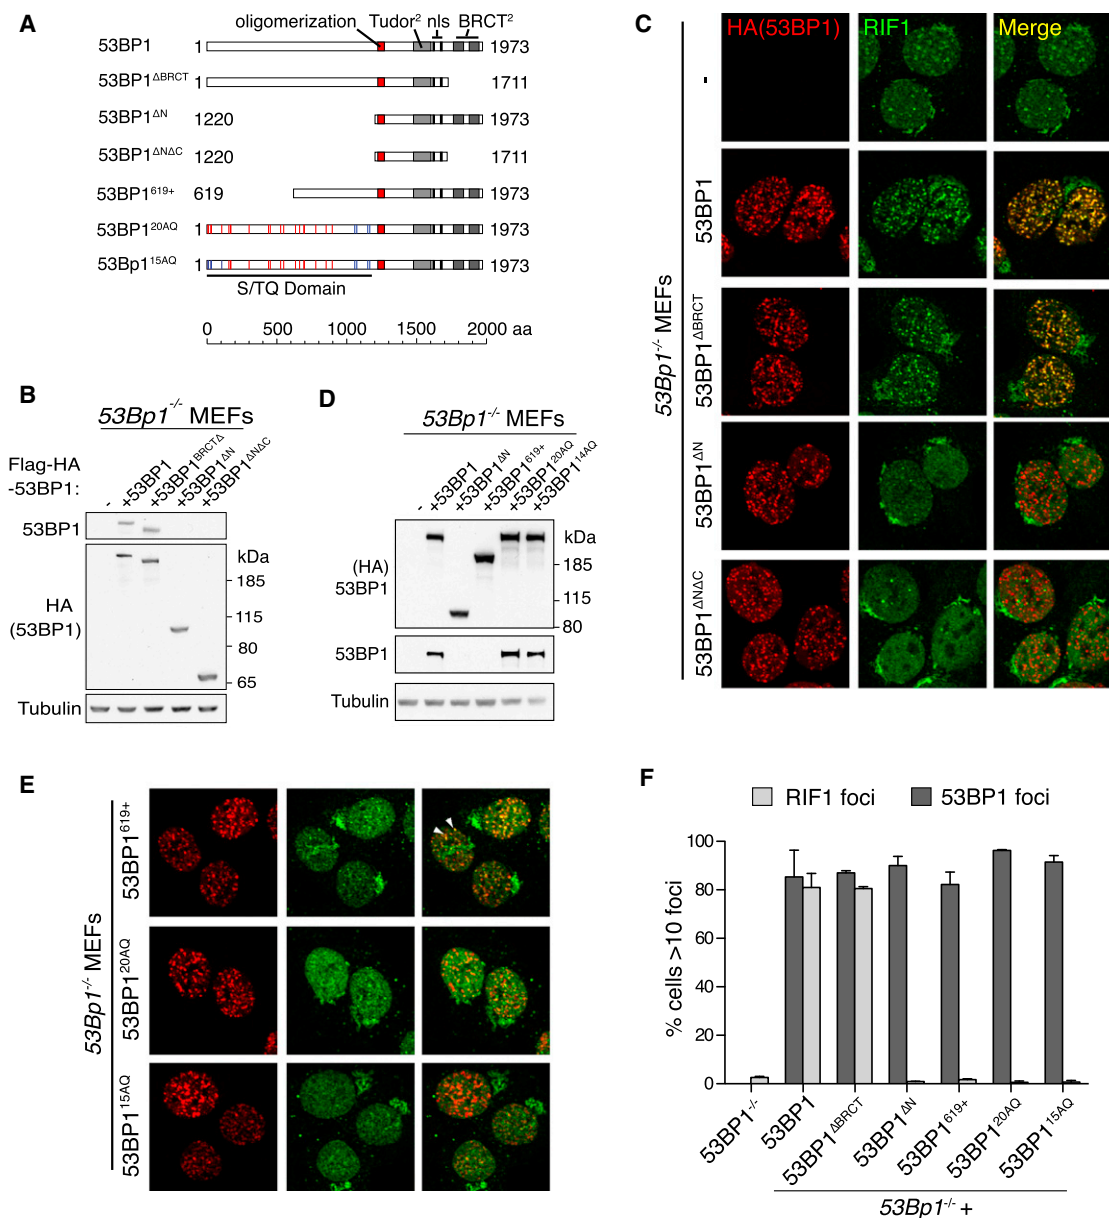 A
oligomerization Tudor² nls BRCT²
53BP1 1 1973
53BP1ΔBRCT 1 1711
53BP1ΔN 1220 1973
53BP1ΔNΔC 1220 1711
53BP1619+ 619 1973
53BP120AQ 1 1973
53Bp115AQ 1 1973
S/TQ Domain
0 500 1000 1500 2000 aa
B
53Bp1-/- MEFs
Flag-HA
-53BP1:
- +53BP1 +53BP1BRCTΔ +53BP1ΔN +53BP1ΔNΔC
53BP1
kDa
185
HA
(53BP1)
115
80
65
Tubulin
C
HA(53BP1) RIF1 Merge
53Bp1-/- MEFs
-
53BP1
53BP1ΔBRCT
53BP1ΔN
53BP1ΔNΔC
D
53Bp1-/- MEFs
- +53BP1 +53BP1ΔN +53BP1619+ +53BP120AQ +53BP114AQ
kDa
(HA)
53BP1
185
115
80
53BP1
Tubulin
E
53Bp1-/- MEFs
53BP1619+
53BP120AQ
53BP115AQ
F
RIF1 foci 53BP1 foci
% cells >10 foci
100
80
60
40
20
0
53BP1-/- 53BP1 53BP1ΔBRCT 53BP1ΔN 53BP1619+ 53BP120AQ 53BP115AQ
53Bp1-/- +